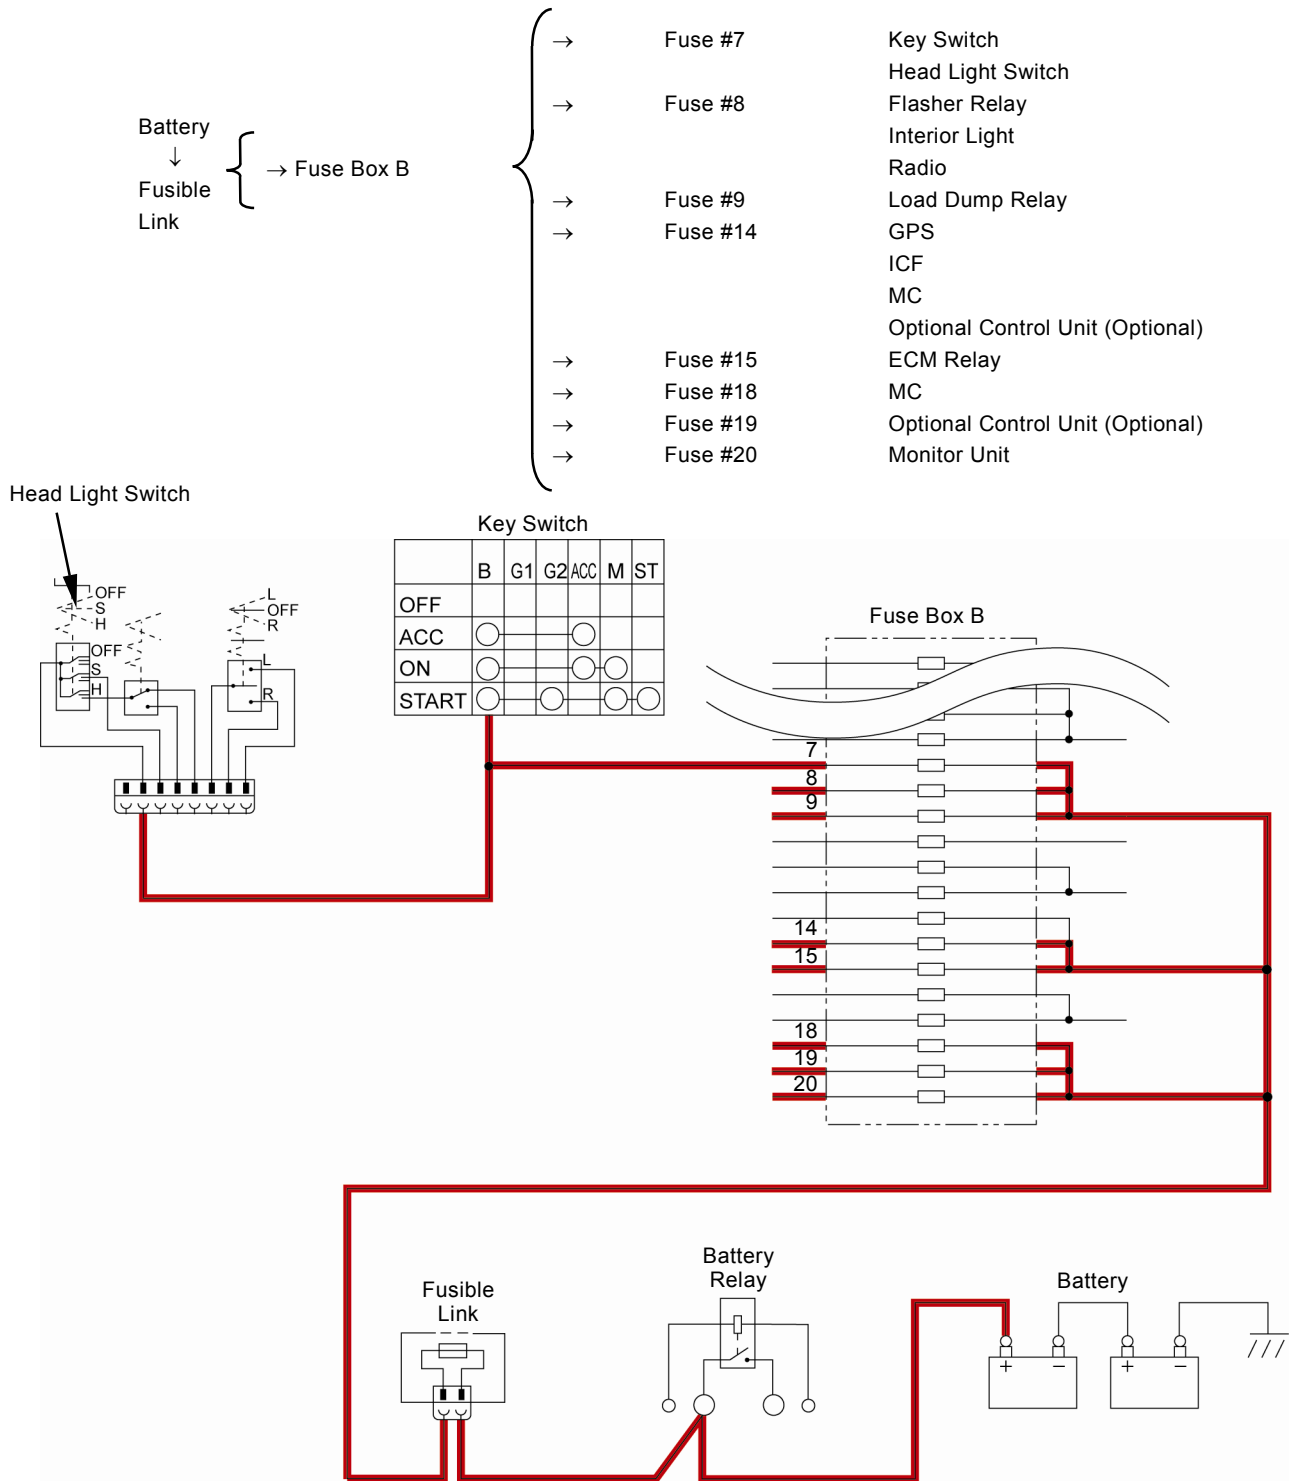 → Fuse #7 Key Switch
Head Light Switch
→ Fuse #8 Flasher Relay
Battery
↓
Interior Light
→ Fuse Box B
Radio
Fusible
Link
→ Fuse #9 Load Dump Relay
→ Fuse #14 GPS
ICF
MC
Optional Control Unit (Optional)
→ Fuse #15 ECM Relay
→ Fuse #18 MC
→ Fuse #19 Optional Control Unit (Optional)
→ Fuse #20 Monitor Unit
Head Light Switch
OFF
S
H
OFF
S
H
L
OFF
R
L
R
Key Switch
B G1 G2 ACC M ST
OFF
ACC
ON
START
Fuse Box B
7
8
9
14
15
18
19
20
Fusible
Link
Battery
Relay
Battery
+ − + −